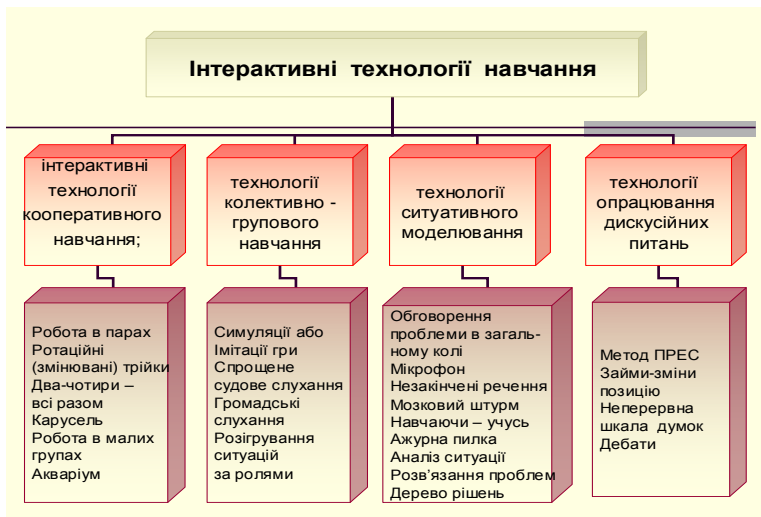 Інтерактивні технології навчання
інтерактивні
технології
кооперативного
навчання;
технології
колективно -
групового
навчання
технології
ситуативного
моделювання
технології
опрацювання
дискусійних
питань
Робота в парах
Ротаційні
(змінювані) трійки
Два-чотири –
всі разом
Карусель
Робота в малих
групах
Акваріум
Симуляції або
Імітації гри
Спрощене
судове слухання
Громадські
слухання
Розігрування
ситуацій
за ролями
Обговорення
проблеми в загаль-
ному колі
Мікрофон
Незакінчені речення
Мозковий штурм
Навчаючи – учусь
Ажурна пилка
Аналіз ситуації
Розв’язання проблем
Дерево рішень
Метод ПРЕС
Займи-зміни
позицію
Неперервна
шкала думок
Дебати